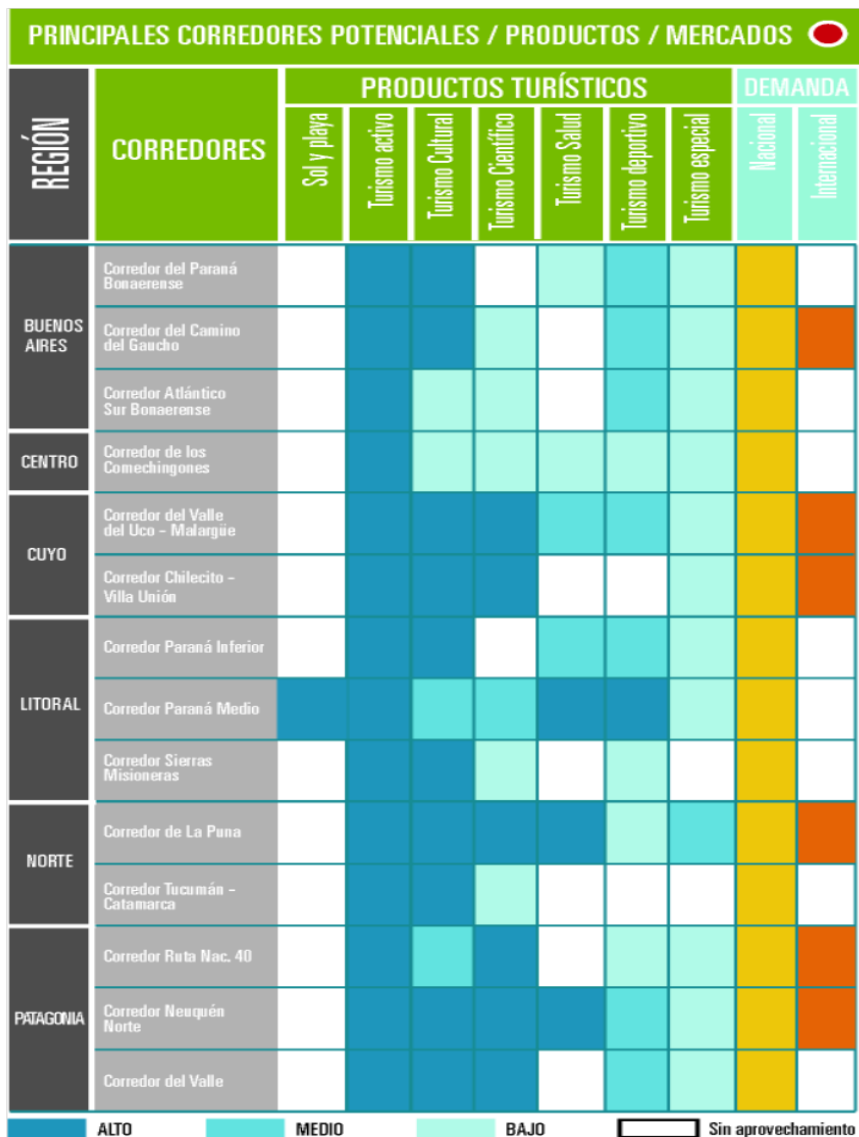 PRINCIPALES CORREDORES POTENCIALES / PRODUCTOS / MERCADOS
REGIÓN
CORREDORES
PRODUCTOS TURÍSTICOS
DEMANDA
Sol y playa
Turismo activo
Turismo Cultural
Turismo Científico
Turismo Salud
Turismo deportivo
Turismo especial
Nacional
Internacional
BUENOS
AIRES
Corredor del Paraná
Bonaerense
Corredor del Camino
del Gaucho
Corredor Atlántico
Sur Bonaerense
CENTRO
Corredor de los
Comechingones
CUYO
Corredor del Valle
del Uco - Malargüe
Corredor Chilecito -
Villa Unión
LITORAL
Corredor Paraná Inferior
Corredor Paraná Medio
Corredor Sierras
Misioneras
NORTE
Corredor de La Puna
Corredor Tucumán -
Catamarca
PATAGONIA
Corredor Ruta Nac. 40
Corredor Neuquén
Norte
Corredor del Valle
ALTO
MEDIO
BAJO
Sin aprovechamiento